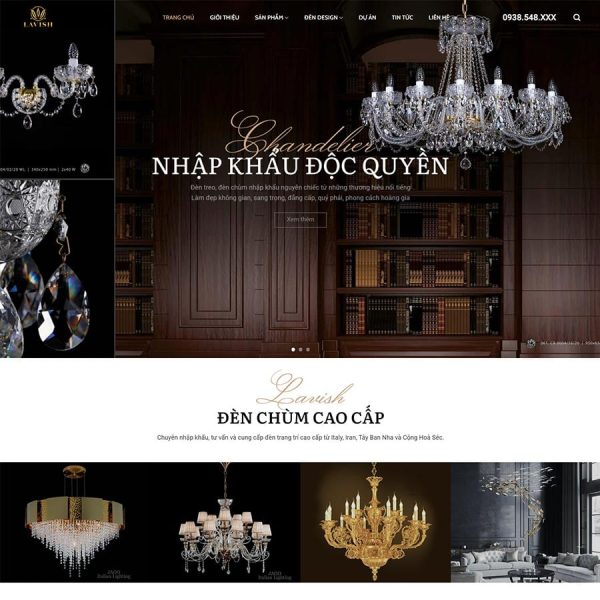 LAVISH
TRANG CHỦ GIỚI THIỆU SẢN PHẨM ĐÈN DESIGN DỰ ÁN TIN TỨC LIÊN HỆ 0938.548.XXX
Chandelier
NHẬP KHẨU ĐỘC QUYỀN
Đèn treo, đèn chùm nhập khẩu nguyên chiếc từ những thương hiệu nổi tiếng
Làm đẹp không gian, sang trọng, đẳng cấp, quý phái, phong cách hoàng gia
Xem thêm
Lavish
ĐÈN CHÙM CAO CẤP
Chuyên nhập khẩu, tư vấn và cung cấp đèn trang trí cao cấp từ Italy, Iran, Tây Ban Nha và Cộng Hoà Séc.
Italian Lighting
Italian Lighting